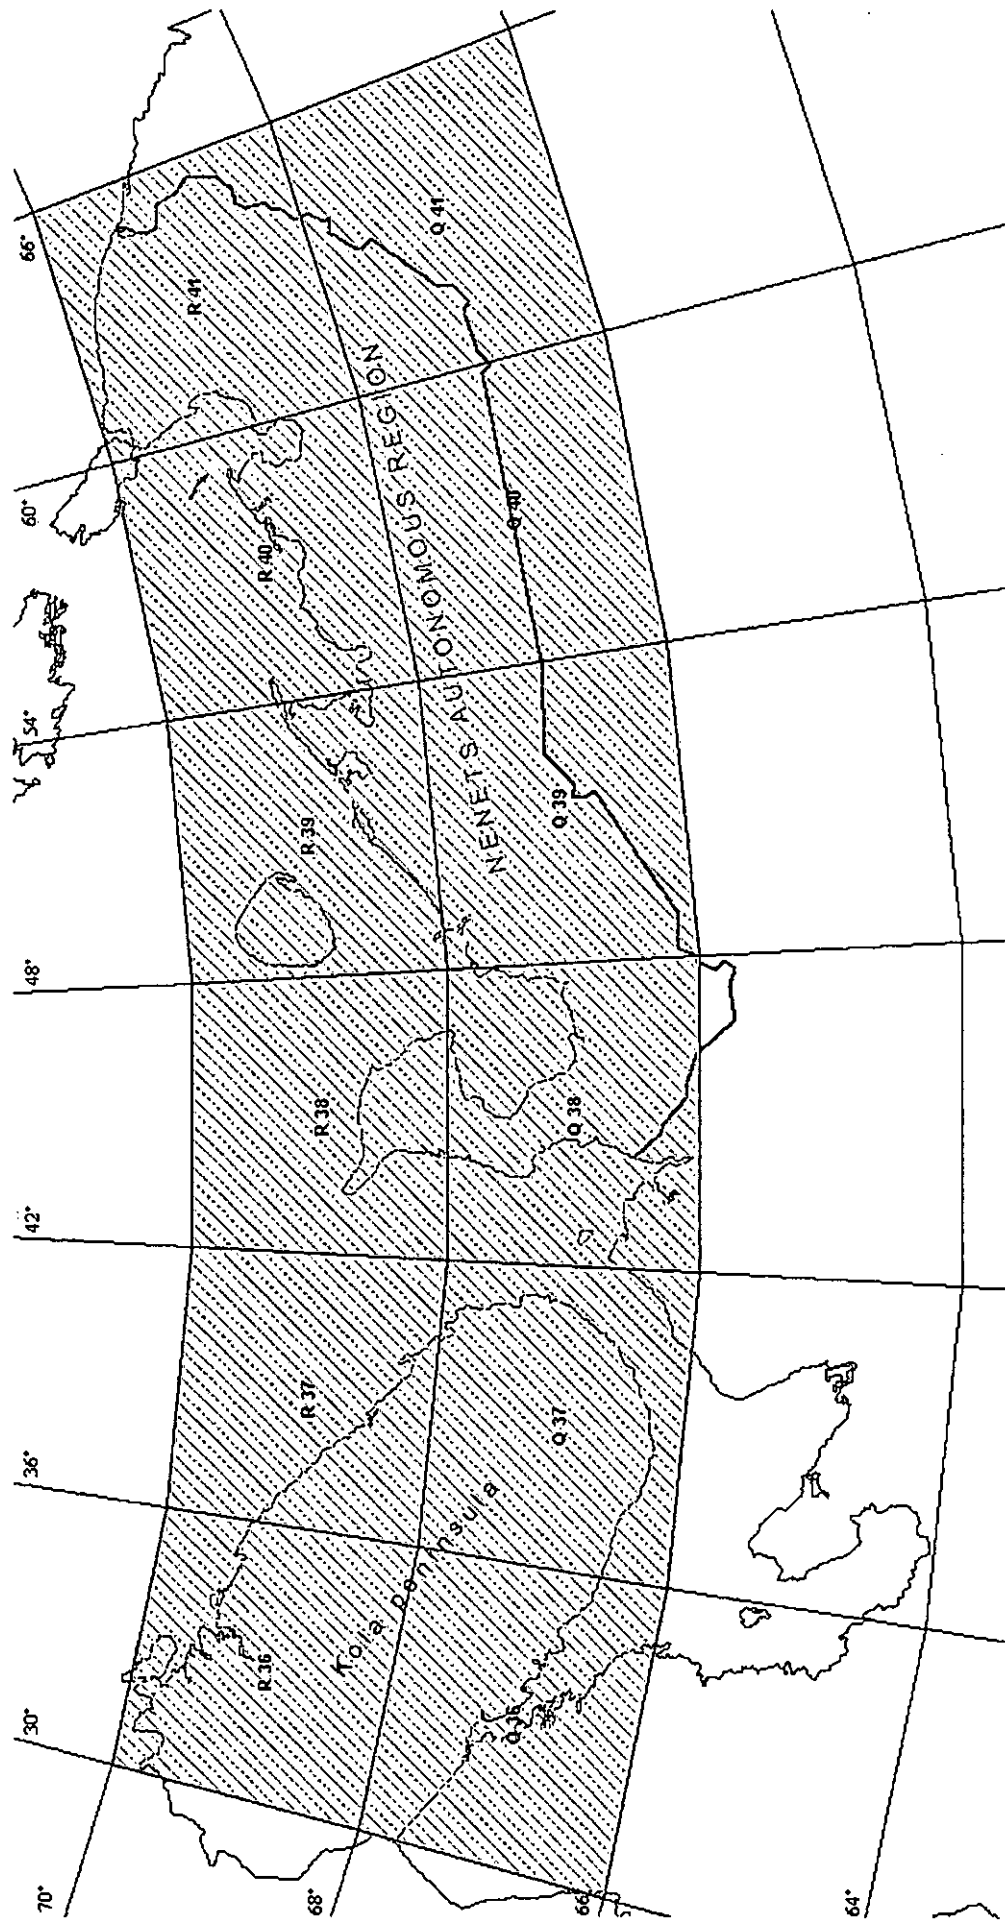 30°
36°
42°
48°
54°
60°
66°
70°
68°
66°
64°
R 36
R 37
R 38
R 39
R 40
R 41
Q 36
Q 37
Q 38
Q 39
Q 40
Q 41
Kola peninsula
NENETS AUTONOMOUS REGION